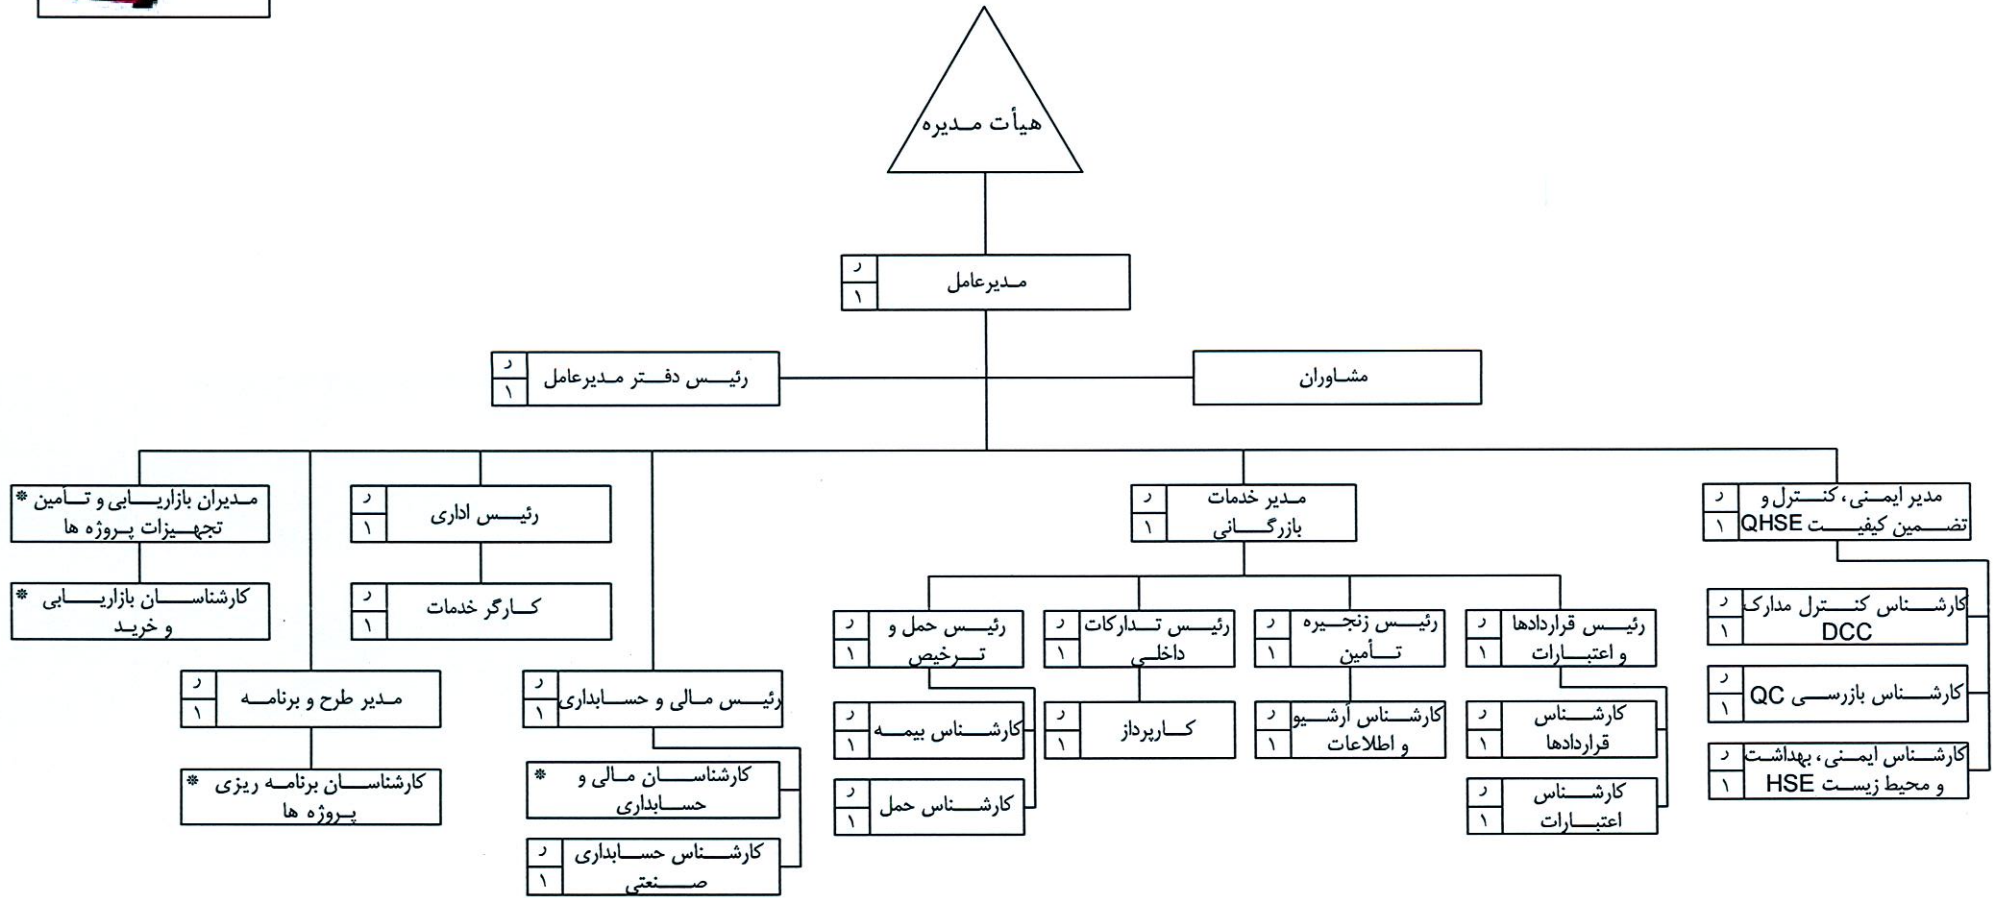 هیأت مدیره
مدیرعامل
ر
۱
مشاوران
رئیس دفتر مدیرعامل
ر
۱
مدیر ایمنی، کنترل و
تضمین کیفیت QHSE
ر
۱
کارشناس کنترل مدارک
DCC
ر
۱
کارشناس بازرسی QC
ر
۱
کارشناس ایمنی، بهداشت
و محیط زیست HSE
ر
۱
مدیر خدمات
بازرگانی
ر
۱
رئیس قراردادها
و اعتبارات
ر
۱
کارشناس
قراردادها
ر
۱
کارشناس
اعتبارات
ر
۱
رئیس زنجیره
تأمین
ر
۱
کارشناس آرشیو
و اطلاعات
ر
۱
رئیس تدارکات
داخلی
ر
۱
کارپرداز
ر
۱
رئیس حمل و
ترخیص
ر
۱
کارشناس بیمه
ر
۱
کارشناس حمل
ر
۱
رئیس مالی و حسابداری
ر
۱
کارشناسان مالی و *
حسابداری
کارشناس حسابداری
صنعتی
ر
۱
رئیس اداری
ر
۱
کارگر خدمات
ر
۱
مدیر طرح و برنامه
ر
۱
کارشناسان برنامه ریزی *
پروژه ها
مدیران بازاریابی و تأمین *
تجهیزات پروژه ها
کارشناسان بازاریابی *
و خرید